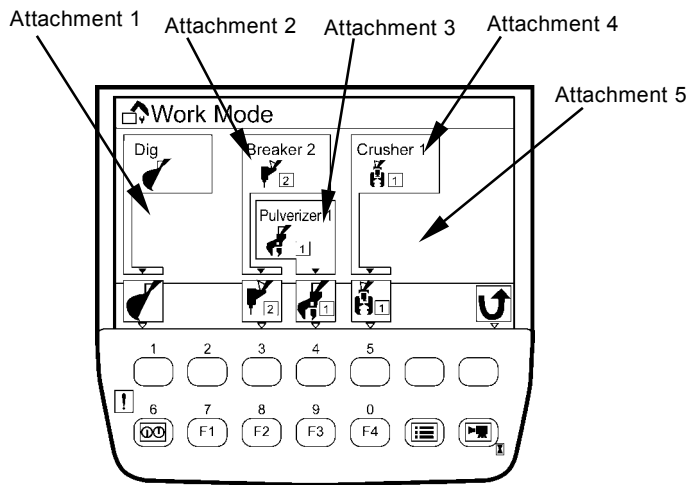 Attachment 1
Attachment 2
Attachment 3
Attachment 4
Attachment 5
Work Mode
Dig
Breaker 2
2
Crusher 1
1
Pulverizer 1
1
2
1
1
1 2 3 4 5
!
6 7 8 9 0
F1 F2 F3 F4